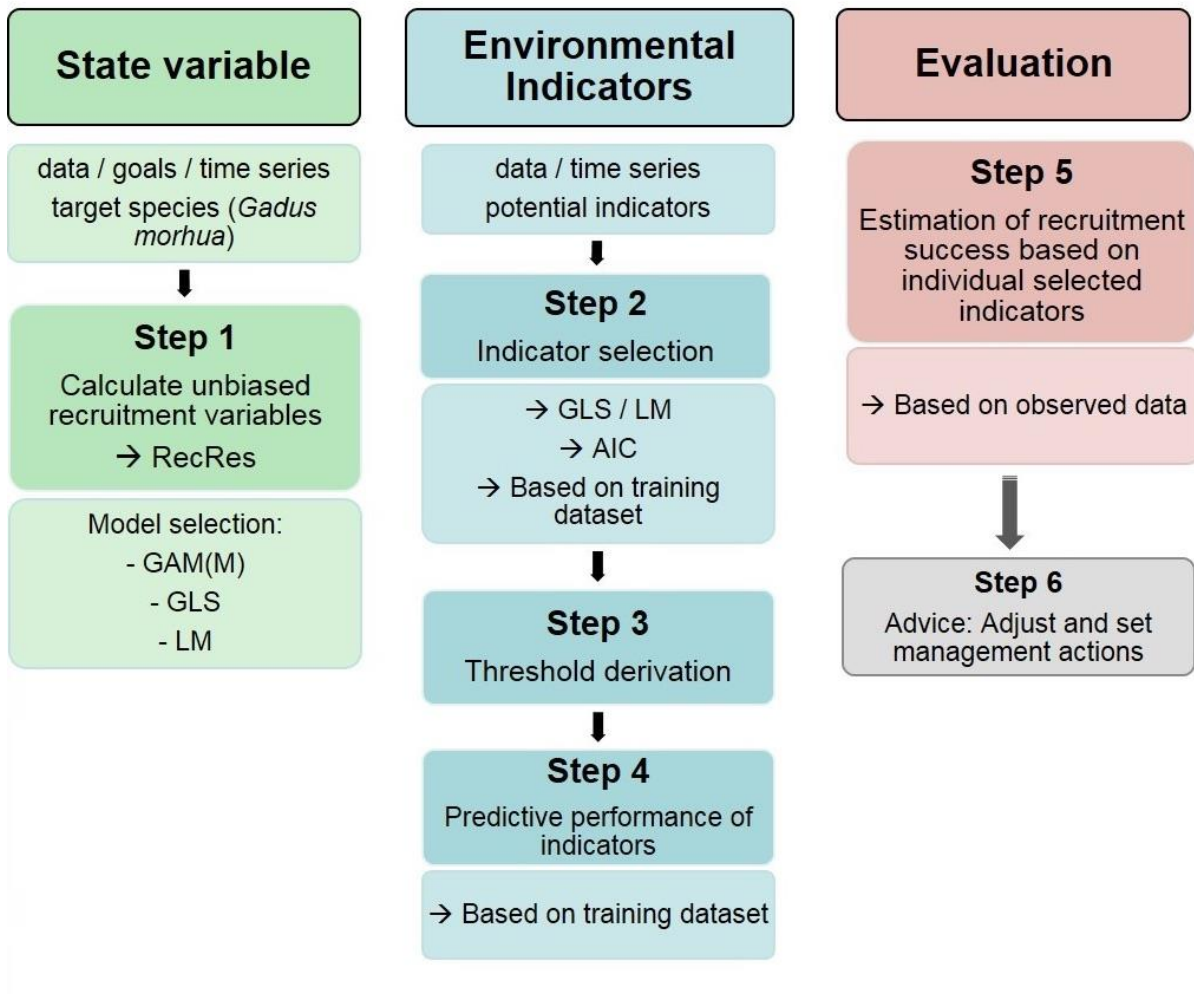 State variable
data / goals / time series
target species (Gadus
morhua)
Step 1
Calculate unbiased
recruitment variables
→ RecRes
Model selection:
- GAM(M)
- GLS
- LM
Environmental
Indicators
data / time series
potential indicators
Step 2
Indicator selection
→ GLS / LM
→ AIC
→ Based on training
dataset
Step 3
Threshold derivation
Step 4
Predictive performance of
indicators
→ Based on training dataset
Evaluation
Step 5
Estimation of recruitment
success based on
individual selected
indicators
→ Based on observed data
Step 6
Advice: Adjust and set
management actions